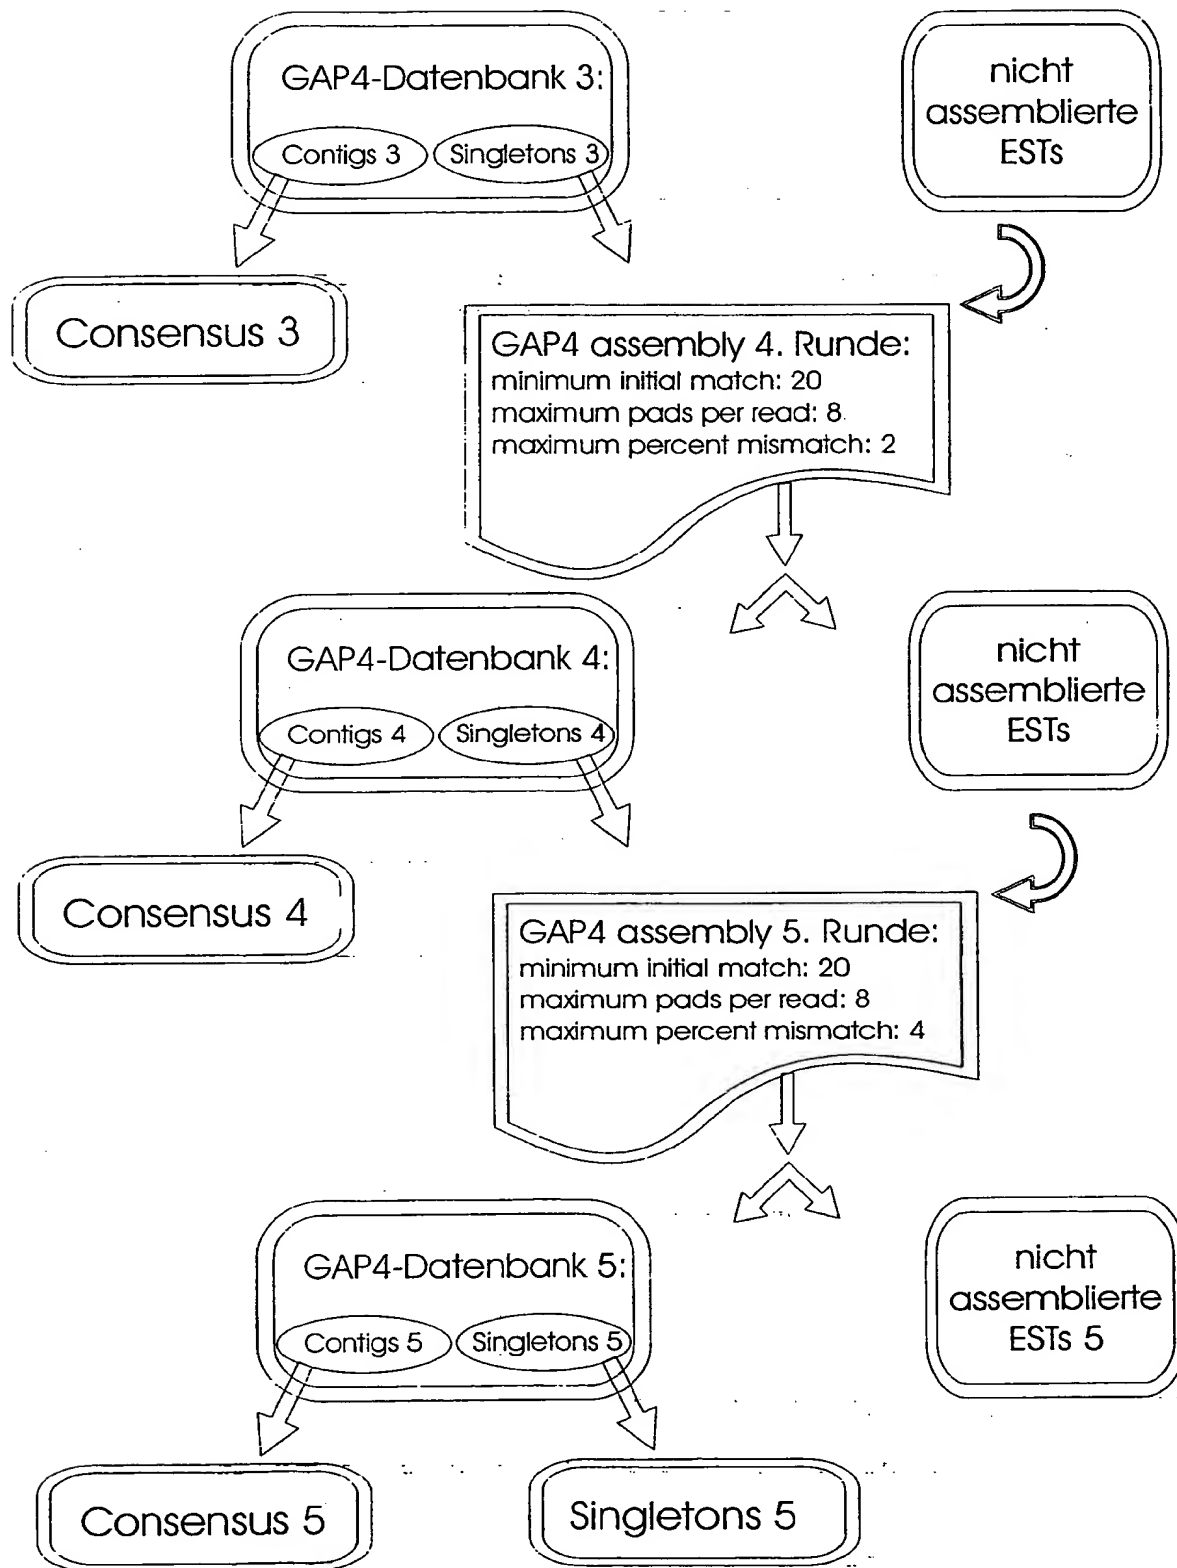 GAP4-Datenbank 3:
Contigs 3
Singletons 3
nicht
assemblierte
ESTs
Consensus 3
GAP4 assembly 4. Runde:
minimum initial match: 20
maximum pads per read: 8
maximum percent mismatch: 2
GAP4-Datenbank 4:
Contigs 4
Singletons 4
nicht
assemblierte
ESTs
Consensus 4
GAP4 assembly 5. Runde:
minimum initial match: 20
maximum pads per read: 8
maximum percent mismatch: 4
GAP4-Datenbank 5:
Contigs 5
Singletons 5
nicht
assemblierte
ESTs 5
Consensus 5
Singletons 5